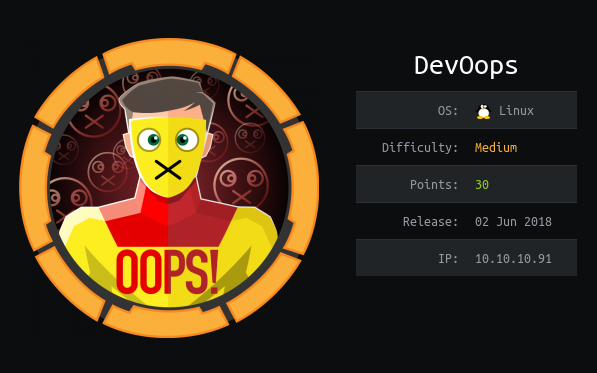 DevOops
OS: Linux
Difficulty: Medium
Points: 30
Release: 02 Jun 2018
IP: 10.10.10.91
OOPS!